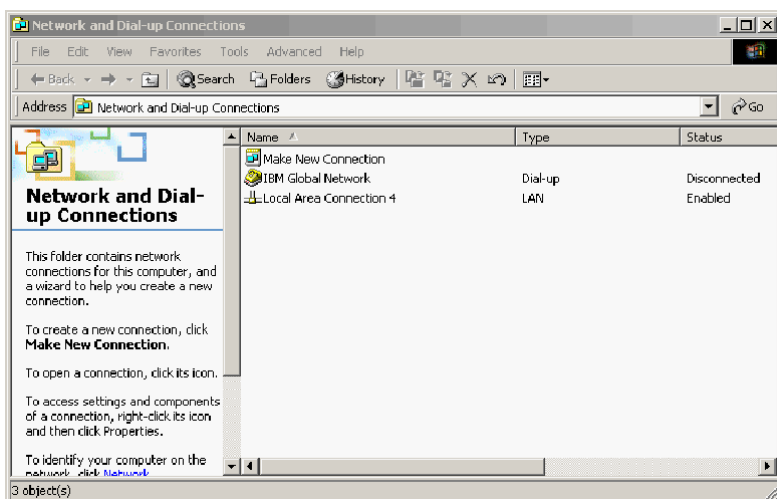 Network and Dial-up Connections
File Edit View Favorites Tools Advanced Help
Back Search Folders History
Address Network and Dial-up Connections Go
Name Type Status
Make New Connection
IBM Global Network Dial-up Disconnected
Local Area Connection 4 LAN Enabled
Network and Dial-
up Connections
This folder contains network
connections for this computer, and
a wizard to help you create a new
connection.
To create a new connection, click
Make New Connection.
To open a connection, click its icon.
To access settings and components
of a connection, right-click its icon
and then click Properties.
To identify your computer on the
network, click Network
3 object(s)